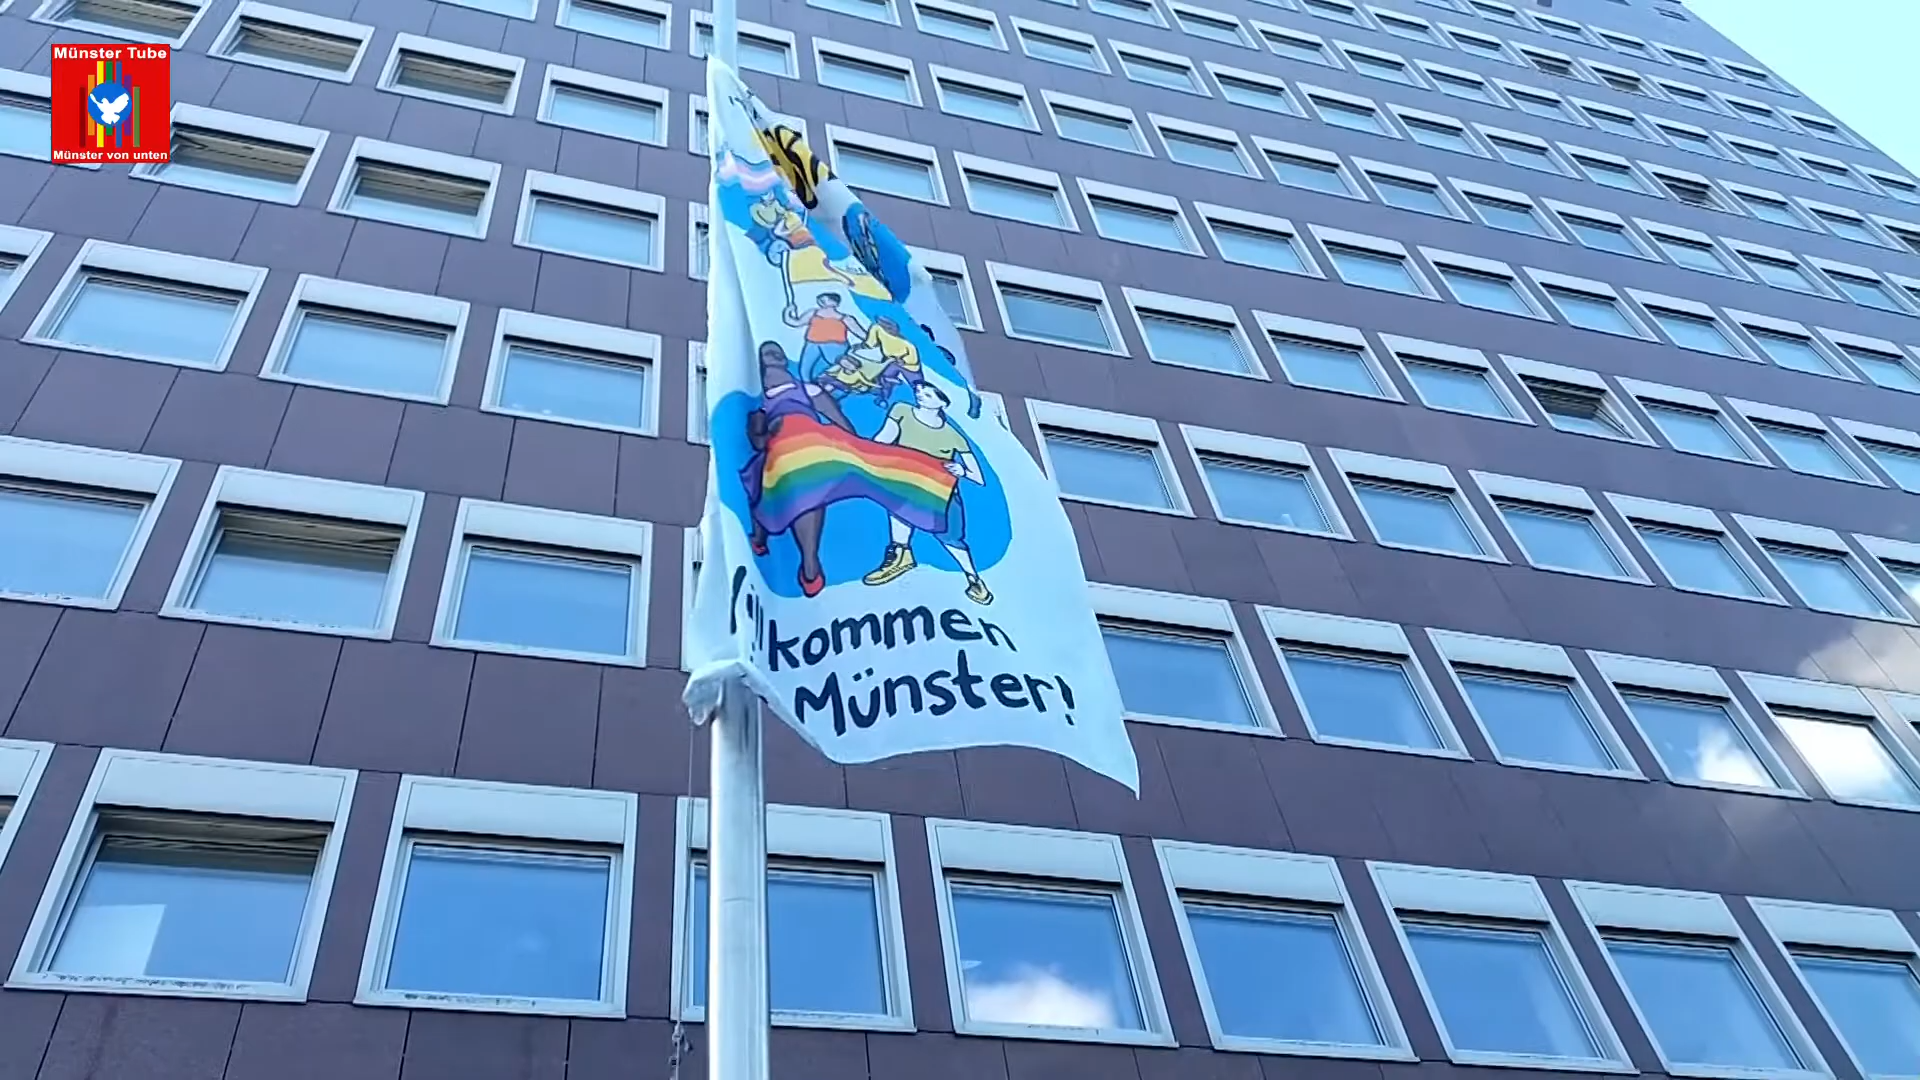 Münster Tube
Münster von unten
kommen
Münster!